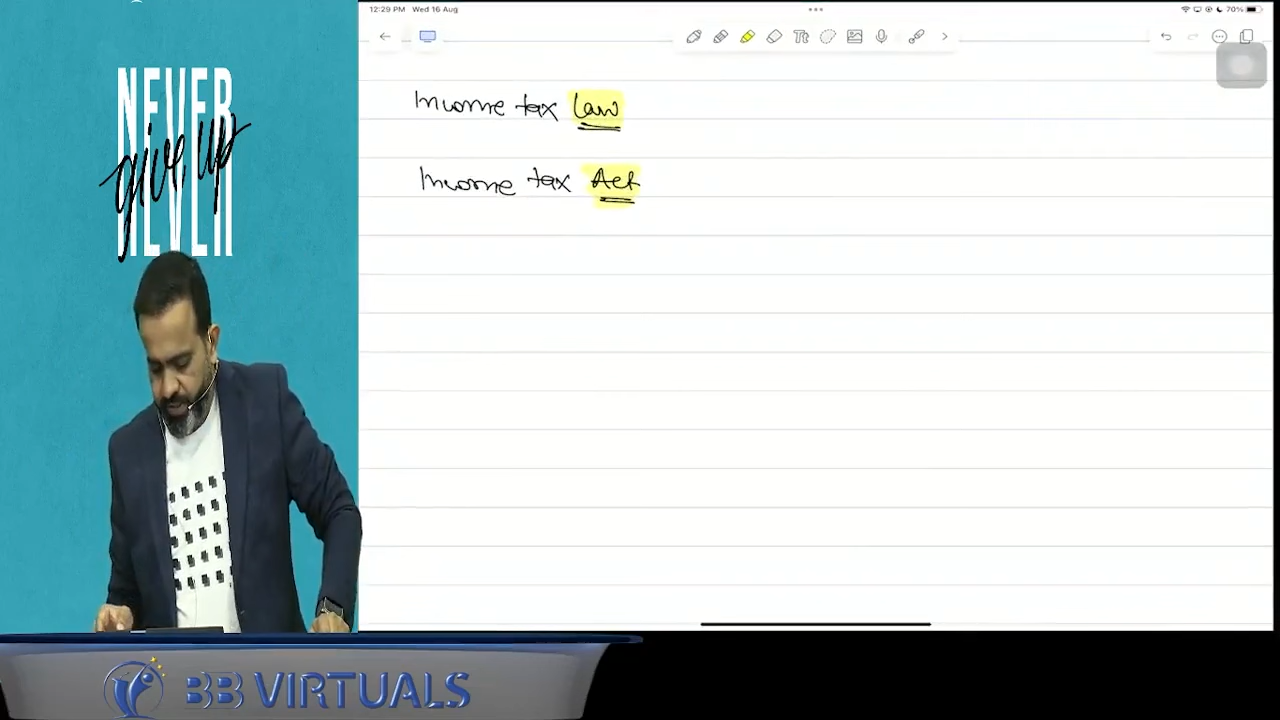 12:29 PM Wed 16 Aug
70%
NEVER
give up
NEVER
Income tax Law
Income tax Act
BB VIRTUALS